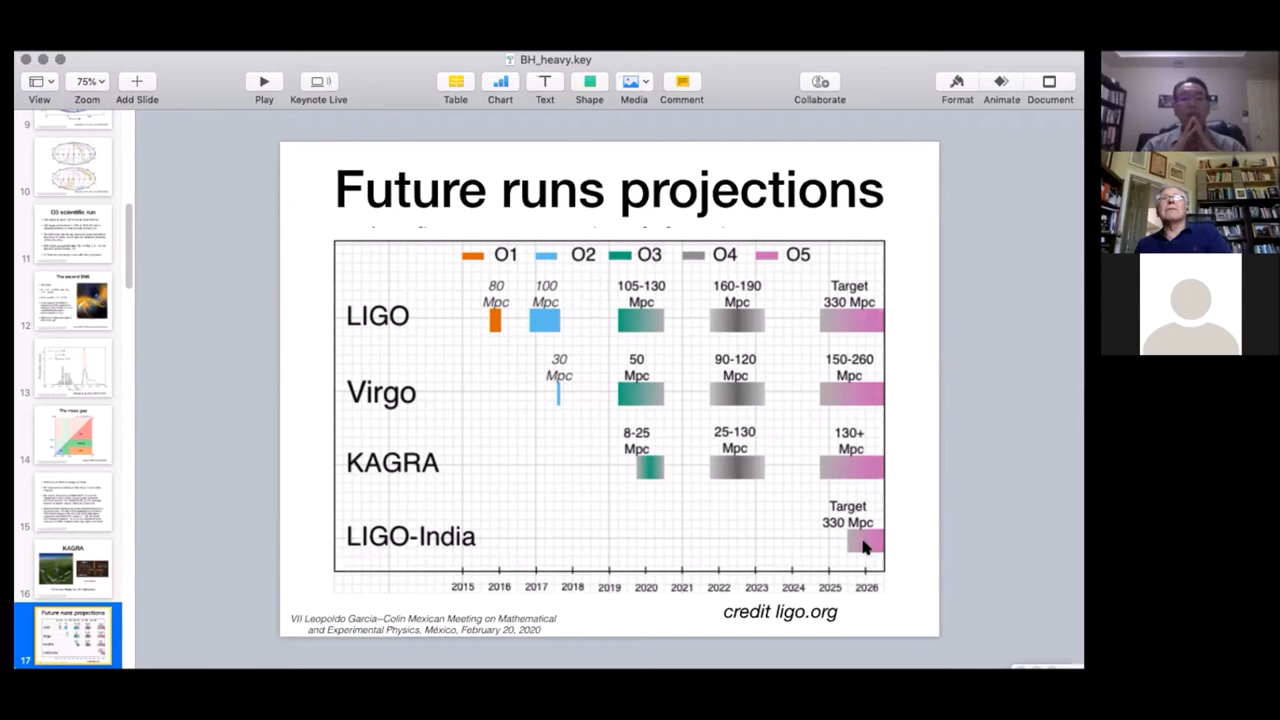 BH_heavy.key
75%
View Zoom Add Slide Play Keynote Live Table Chart Text Shape Media Comment Collaborate Format Animate Document
9
10
O3 scientific run
11
The second BNS
12
13
The mass gap
14
15
KAGRA
16
Future runs projections
17
Future runs projections
O1 O2 O3 O4 O5
80 100 105-130 160-190 Target
Mpc Mpc Mpc Mpc 330 Mpc
LIGO
30 50 90-120 150-260
Mpc Mpc Mpc Mpc
Virgo
8-25 25-130 130+
Mpc Mpc Mpc
KAGRA
Target
330 Mpc
LIGO-India
2015 2016 2017 2018 2019 2020 2021 2022 2023 2024 2025 2026
credit ligo.org
VII Leopoldo García--Colin Mexican Meeting on Mathematical
and Experimental Physics, México, February 20, 2020